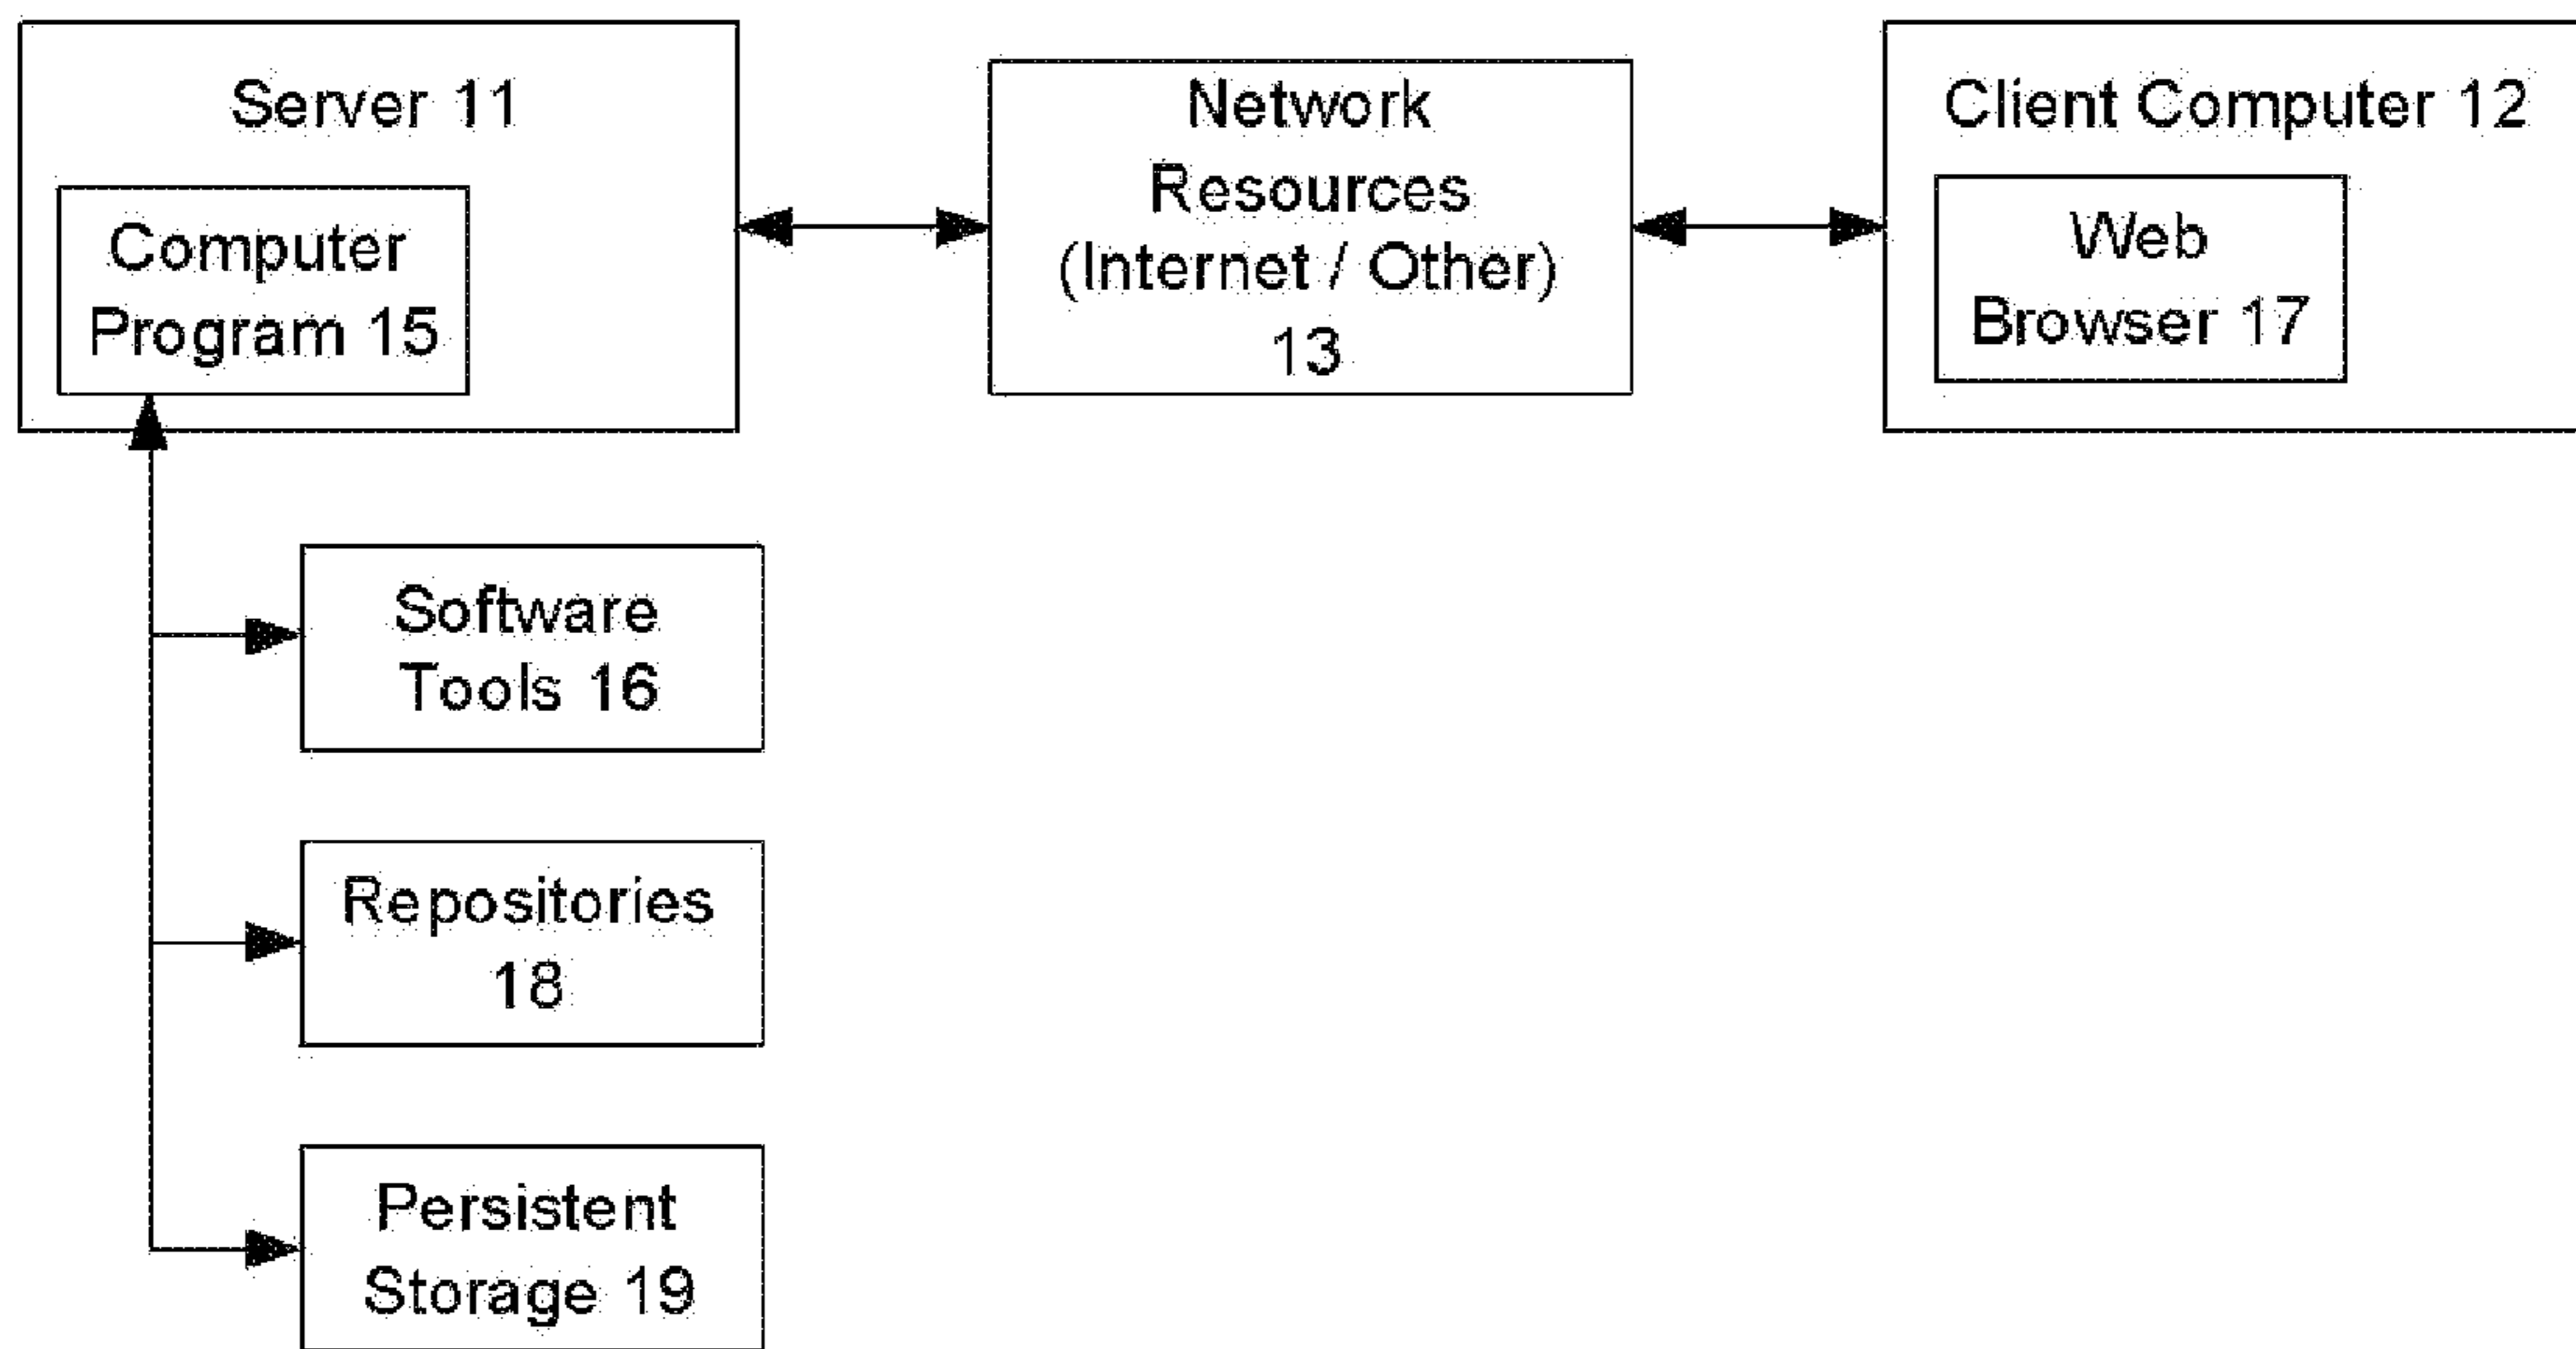 Server 11
Computer
Program 15
Network
Resources
(Internet / Other)
13
Client Computer 12
Web
Browser 17
Software
Tools 16
Repositories
18
Persistent
Storage 19